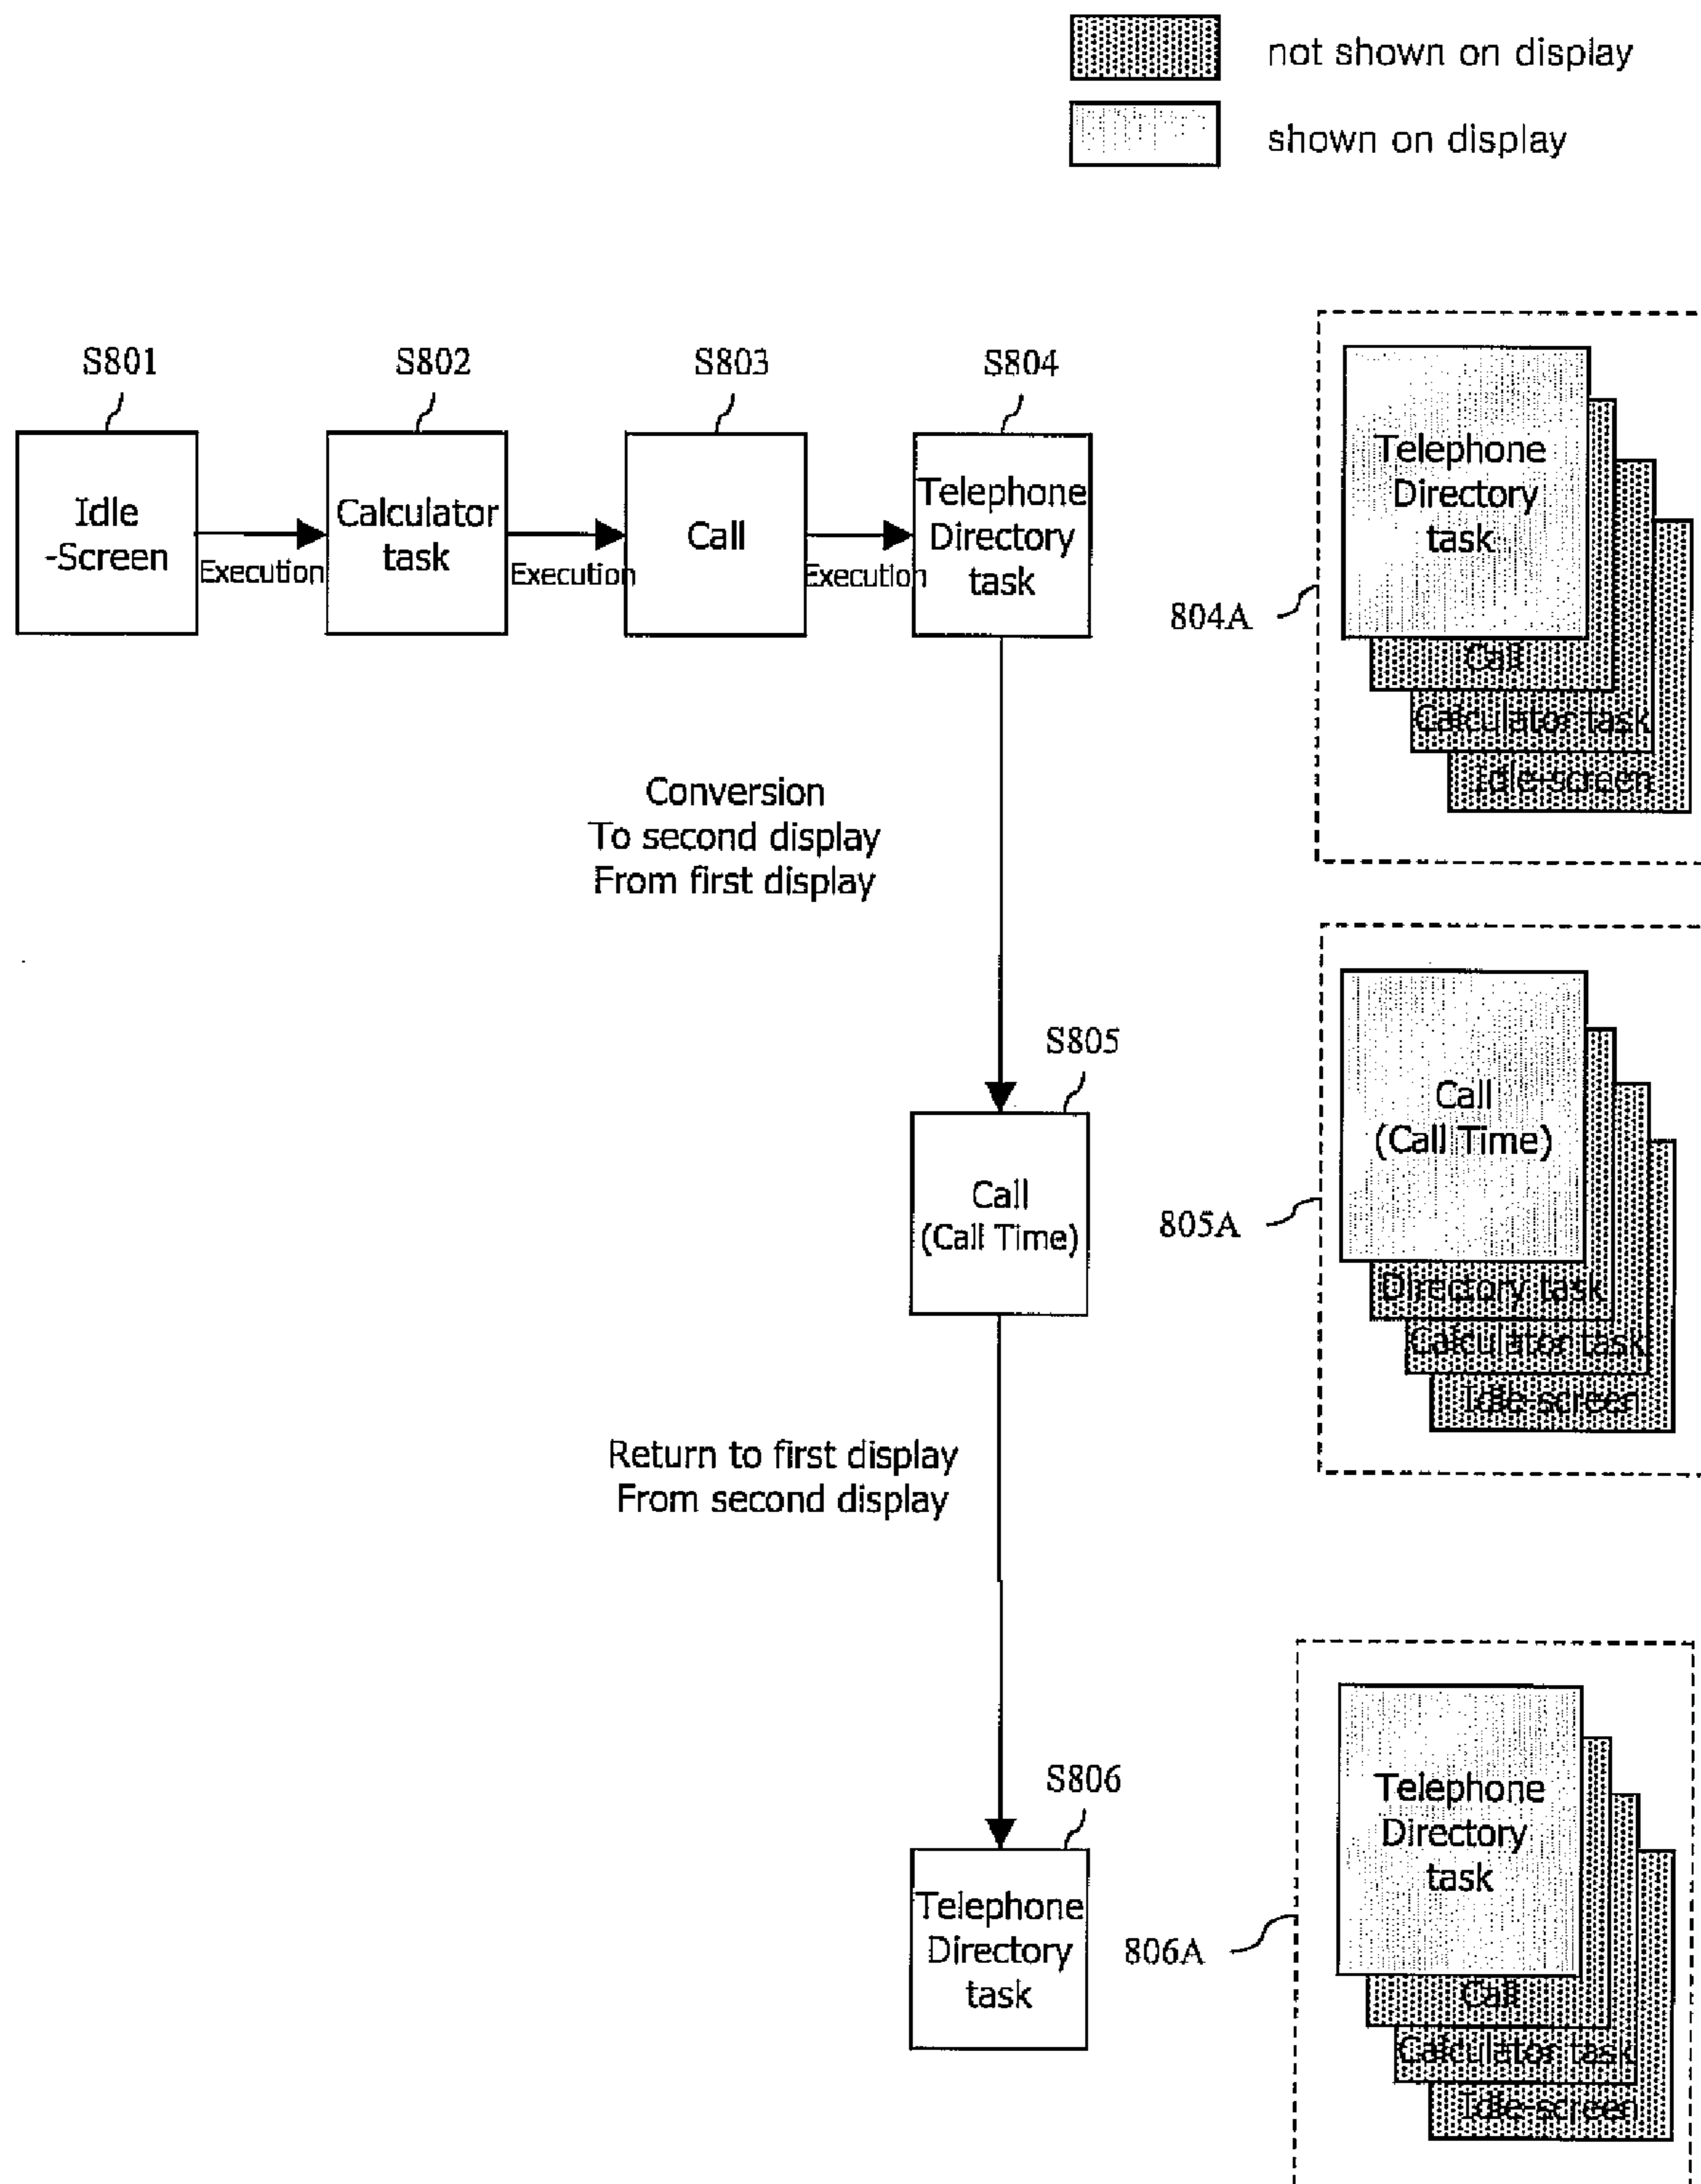 not shown on display
shown on display
S801
S802
S803
S804
Idle
-Screen
Execution
Calculator
task
Execution
Call
Execution
Telephone
Directory
task
804A
Telephone
Directory
task
Call
Calculator task
Idle-screen
Conversion
To second display
From first display
S805
Call
(Call Time)
805A
Call
(Call Time)
Directory task
Calculator task
Idle-screen
Return to first display
From second display
S806
Telephone
Directory
task
806A
Telephone
Directory
task
Call
Calculator task
Idle-screen